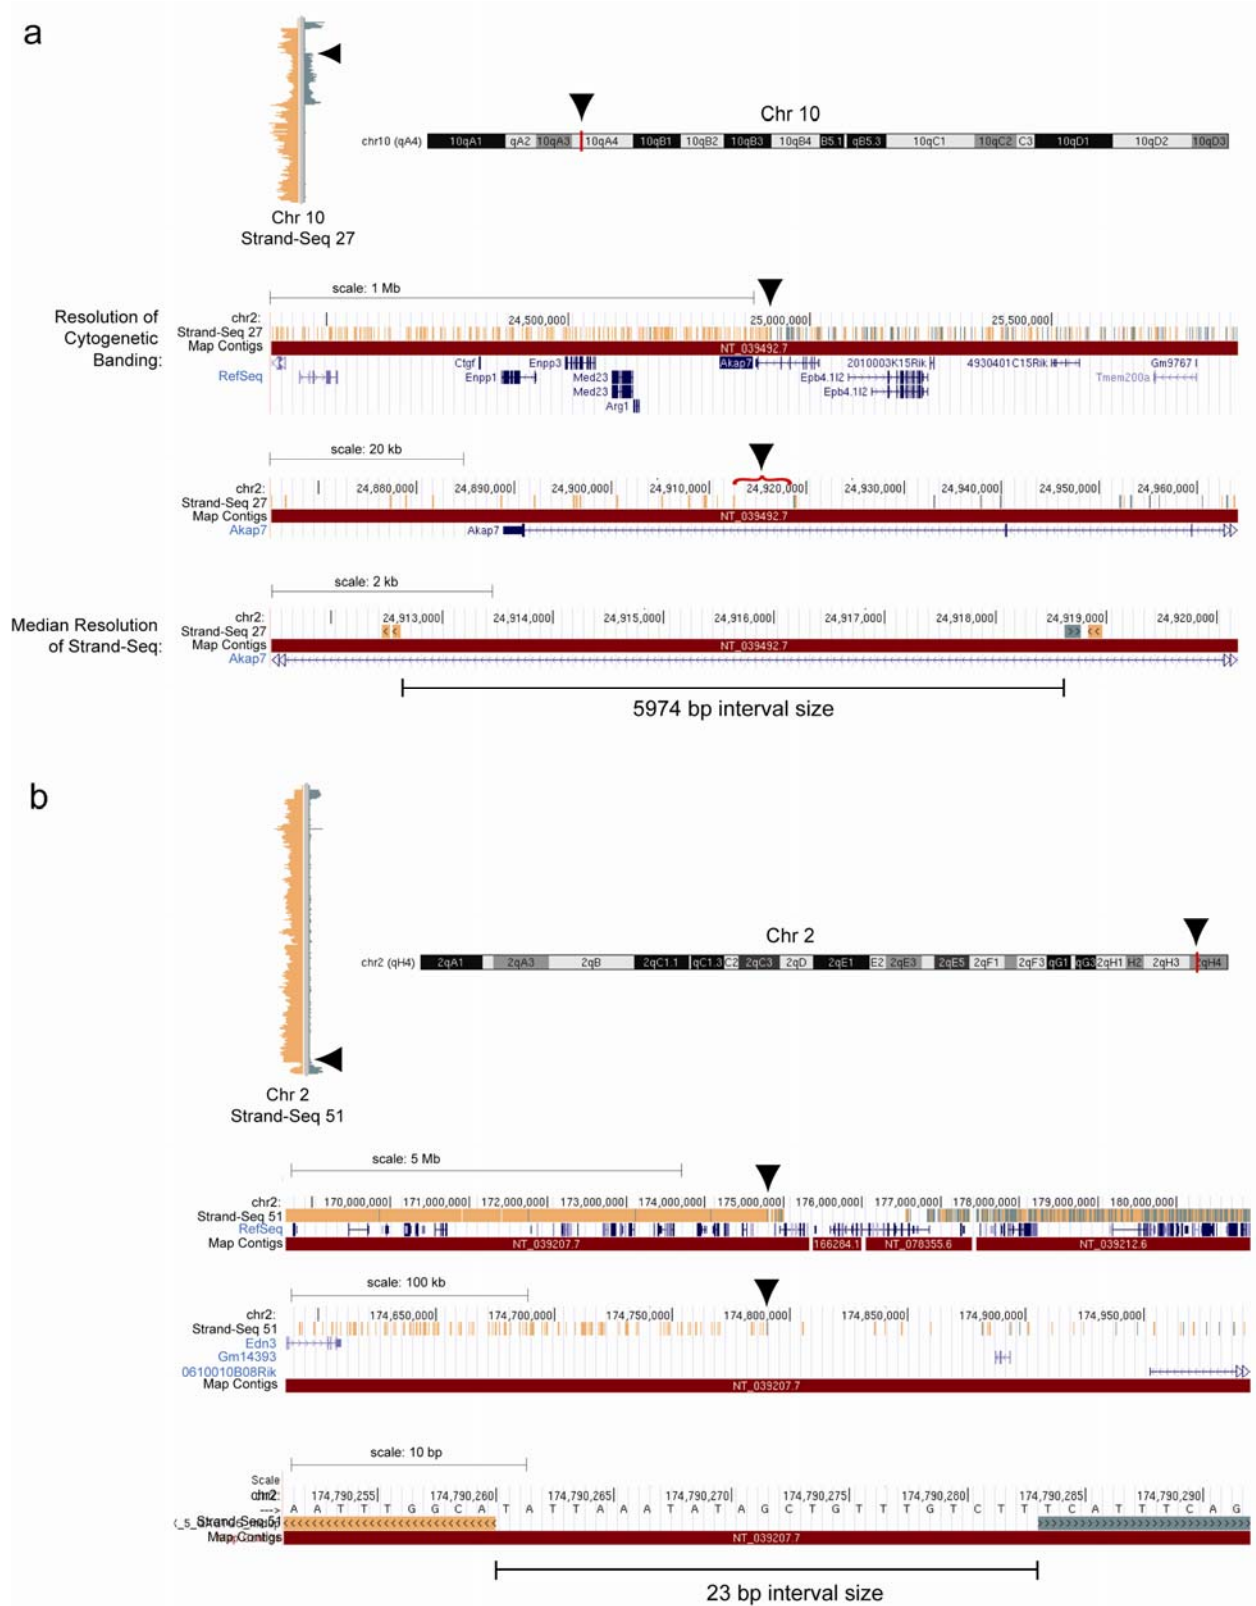 a
Chr 10
Strand-Seq 27
Chr 10
chr10 (qA4) 10qA1 qA2 10qA3 10qA4 10qB1 10qB2 10qB3 10qB4 B5.1 qB5.3 10qC1 10qC2 C3 10qD1 10qD2 10qD3
Resolution of
Cytogenetic
Banding:
scale: 1 Mb
chr2: 24,500,000 25,000,000 25,500,000
Strand-Seq 27
Map Contigs NT_039492.7
Ctgf Enpp3 Akap7 2010003K15Rik 4930401C15Rik Gm9767
RefSeq Enpp1 Med23 Epb4.1l2 Tmem200a
Med23 Epb4.1l2
Arg1
scale: 20 kb
chr2: 24,880,000 24,890,000 24,900,000 24,910,000 24,920,000 24,930,000 24,940,000 24,950,000 24,960,000
Strand-Seq 27
Map Contigs NT_039492.7
Akap7 Akap7
Median Resolution
of Strand-Seq:
scale: 2 kb
chr2: 24,913,000 24,914,000 24,915,000 24,916,000 24,917,000 24,918,000 24,919,000 24,920,000
Strand-Seq 27
Map Contigs NT_039492.7
Akap7
5974 bp interval size
b
Chr 2
Strand-Seq 51
Chr 2
chr2 (qH4) 2qA1 2qA3 2qB 2qC1.1 qC1.3 C2 2qC3 2qD 2qE1 E2 2qE3 2qE5 2qF1 2qF3 qG1 qG3 2qH1 H2 2qH3 2qH4
scale: 5 Mb
chr2: 170,000,000 171,000,000 172,000,000 173,000,000 174,000,000 175,000,000 176,000,000 177,000,000 178,000,000 179,000,000 180,000,000
Strand-Seq 51
RefSeq
Map Contigs NT_039207.7 166284.1 NT_078355.6 NT_039212.6
scale: 100 kb
chr2: 174,650,000 174,700,000 174,750,000 174,800,000 174,850,000 174,900,000 174,950,000
Strand-Seq 51
Edn3
Gm14393
0610010B08Rik
Map Contigs NT_039207.7
scale: 10 bp
Scale
chr2: 174,790,255 174,790,260 174,790,265 174,790,270 174,790,275 174,790,280 174,790,285 174,790,290
---> A A T T T G G C A T A T T A A A T A T A G C T G T T T G T C T T T C A T T T C A G
Strand-Seq 51
Map Contigs NT_039207.7
23 bp interval size